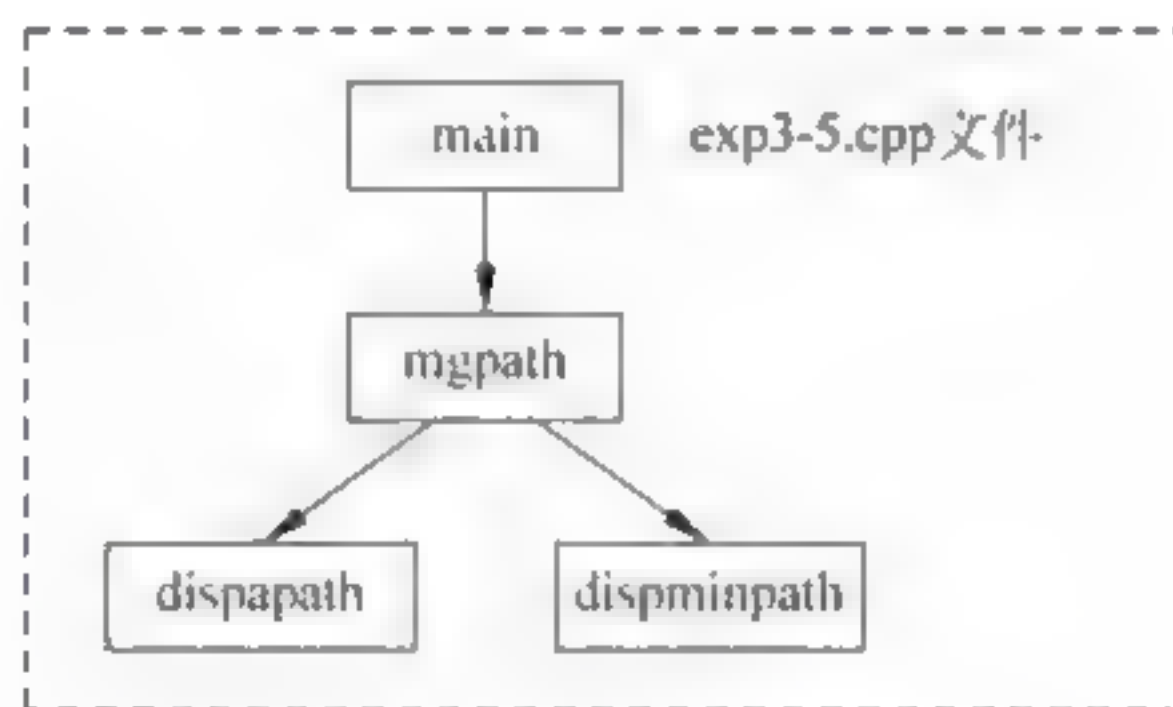 main
exp3-5.cpp文件
mgpath
dispapath
dispminpath